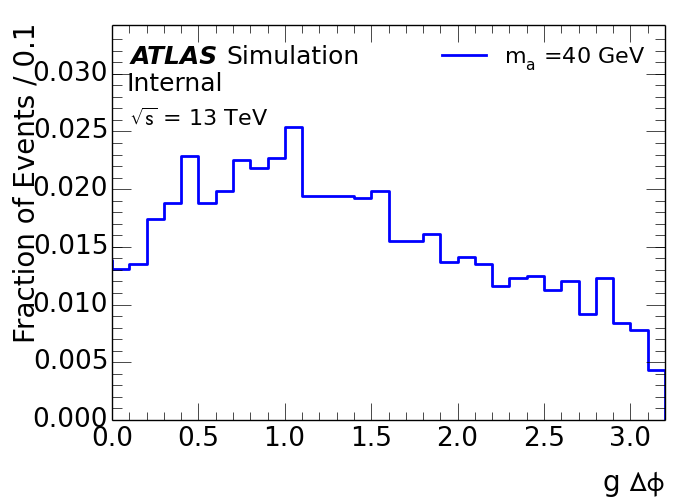 ATLAS Simulation
Internal
√s = 13 TeV
mₐ =40 GeV
Fraction of Events / 0.1
0.030
0.025
0.020
0.015
0.010
0.005
0.000
0.0 0.5 1.0 1.5 2.0 2.5 3.0
g Δϕ